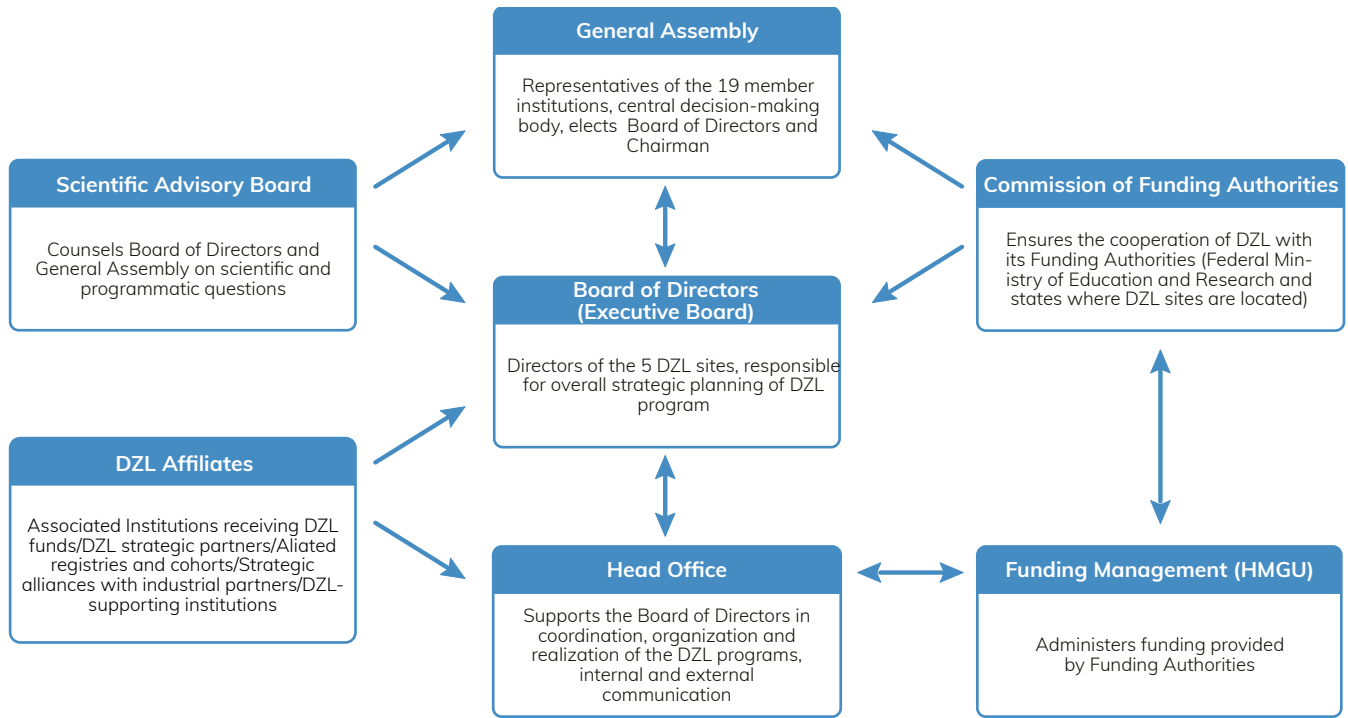 General Assembly
Representatives of the 19 member
institutions, central decision-making
body, elects Board of Directors and
Chairman
Scientific Advisory Board
Counsels Board of Directors and
General Assembly on scientific and
programmatic questions
Commission of Funding Authorities
Ensures the cooperation of DZL with
its Funding Authorities (Federal Min-
istry of Education and Research and
states where DZL sites are located)
Board of Directors
(Executive Board)
Directors of the 5 DZL sites, responsible
for overall strategic planning of DZL
program
DZL Affiliates
Associated Institutions receiving DZL
funds/DZL strategic partners/Aliated
registries and cohorts/Strategic
alliances with industrial partners/DZL-
supporting institutions
Head Office
Supports the Board of Directors in
coordination, organization and
realization of the DZL programs,
internal and external
communication
Funding Management (HMGU)
Administers funding provided
by Funding Authorities